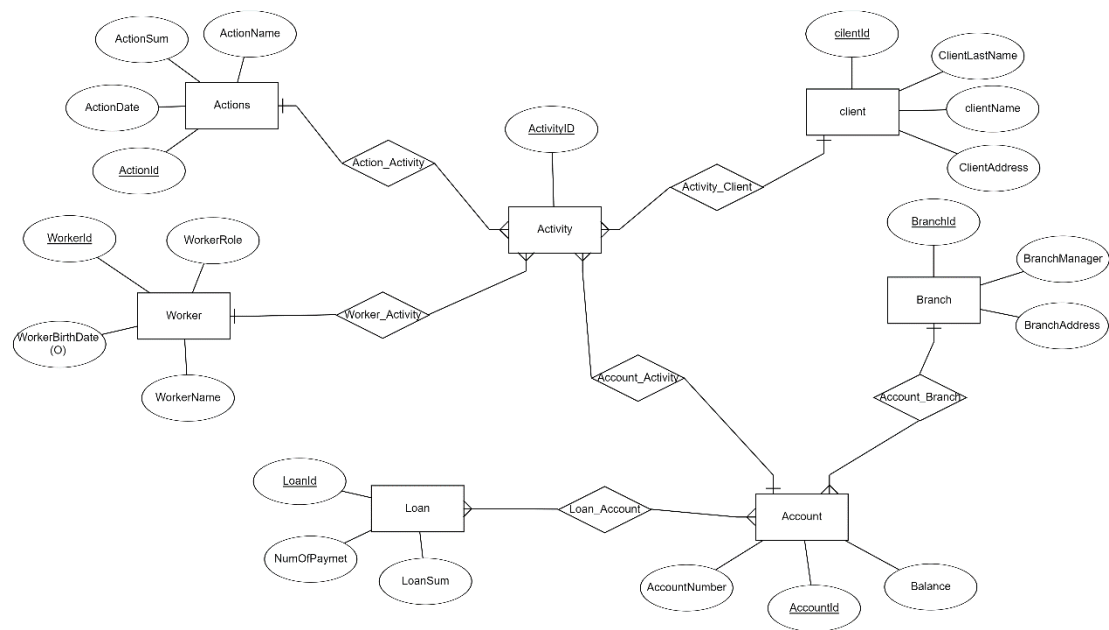 ActionSum
ActionName
cilentId
ClientLastName
ActionDate
Actions
client
clientName
ActivityID
ActionId
Action_Activity
ClientAddress
Activity_Client
WorkerId
WorkerRole
Activity
BranchId
BranchManager
Worker
Worker_Activity
Branch
WorkerBirthDate
(O)
BranchAddress
WorkerName
Account_Activity
Account_Branch
LoanId
Loan
Loan_Account
Account
NumOfPaymet
LoanSum
AccountNumber
Balance
AccountId